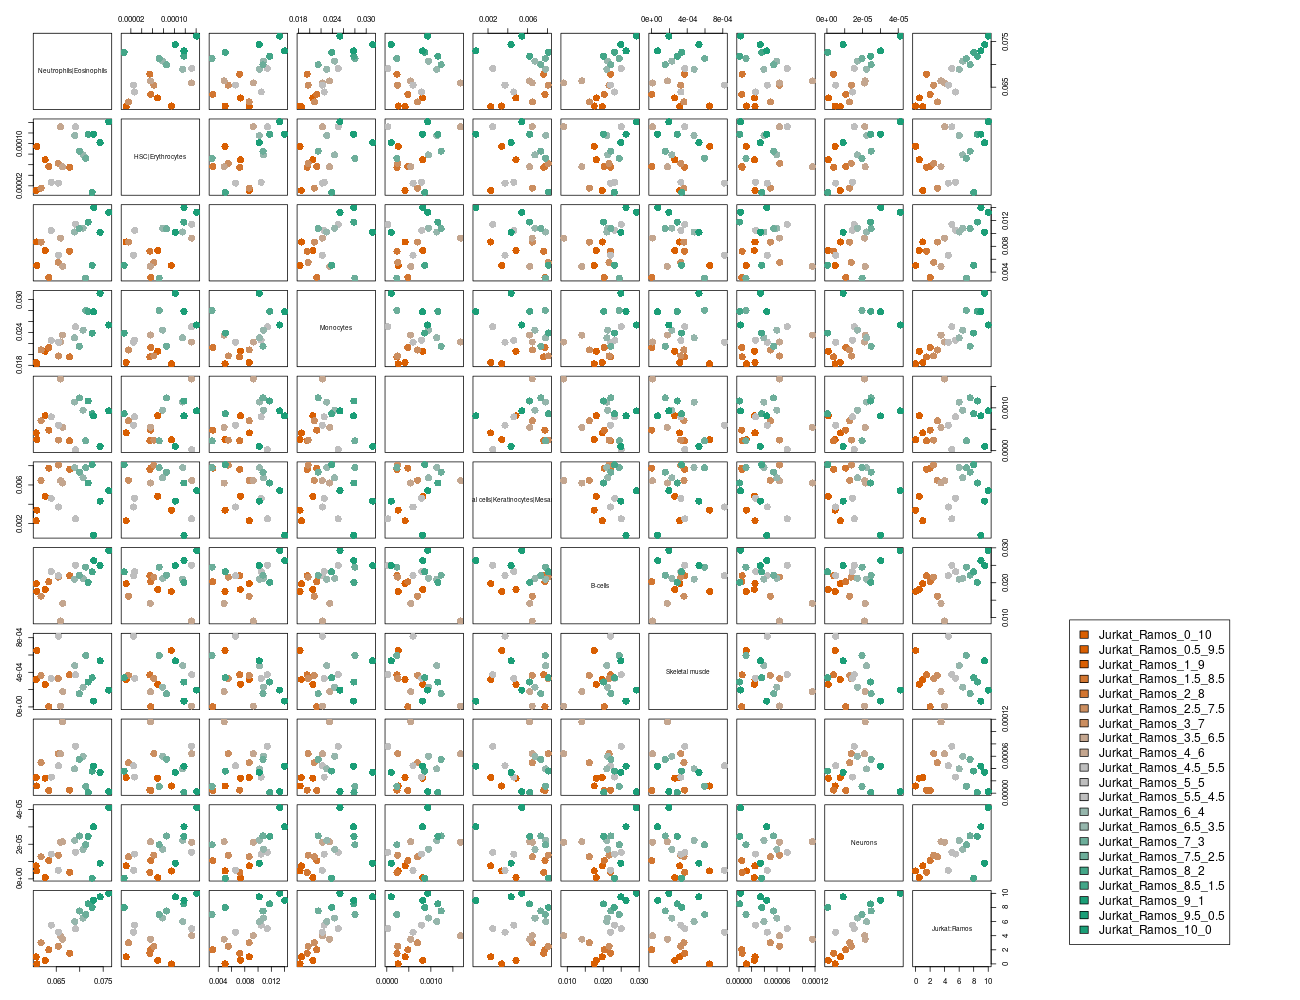 0.00002 0.00010 0.018 0.024 0.030 0.002 0.006 0e+00 4e-04 8e-04 0e+00 2e-05 4e-05
Neutrophils|Eosinophils
0.065 0.075
0.00002 0.00010
HSC|Erythrocytes
0.004 0.008 0.012
0.018 0.024 0.030
Monocytes
0.0000 0.0010
0.002 0.006
al cells|Keratinocytes|Mesa
B-cells
0.010 0.020 0.030
0e+00 4e-04 8e-04
Skeletal muscle
0.00000 0.00006 0.00012
0e+00 2e-05 4e-05
Neurons
Jurkat:Ramos
0 2 4 6 8 10
0.065 0.075 0.004 0.008 0.012 0.0000 0.0010 0.010 0.020 0.030 0.00000 0.00006 0.00012 0 2 4 6 8 10
Jurkat_Ramos_0_10
Jurkat_Ramos_0.5_9.5
Jurkat_Ramos_1_9
Jurkat_Ramos_1.5_8.5
Jurkat_Ramos_2_8
Jurkat_Ramos_2.5_7.5
Jurkat_Ramos_3_7
Jurkat_Ramos_3.5_6.5
Jurkat_Ramos_4_6
Jurkat_Ramos_4.5_5.5
Jurkat_Ramos_5_5
Jurkat_Ramos_5.5_4.5
Jurkat_Ramos_6_4
Jurkat_Ramos_6.5_3.5
Jurkat_Ramos_7_3
Jurkat_Ramos_7.5_2.5
Jurkat_Ramos_8_2
Jurkat_Ramos_8.5_1.5
Jurkat_Ramos_9_1
Jurkat_Ramos_9.5_0.5
Jurkat_Ramos_10_0